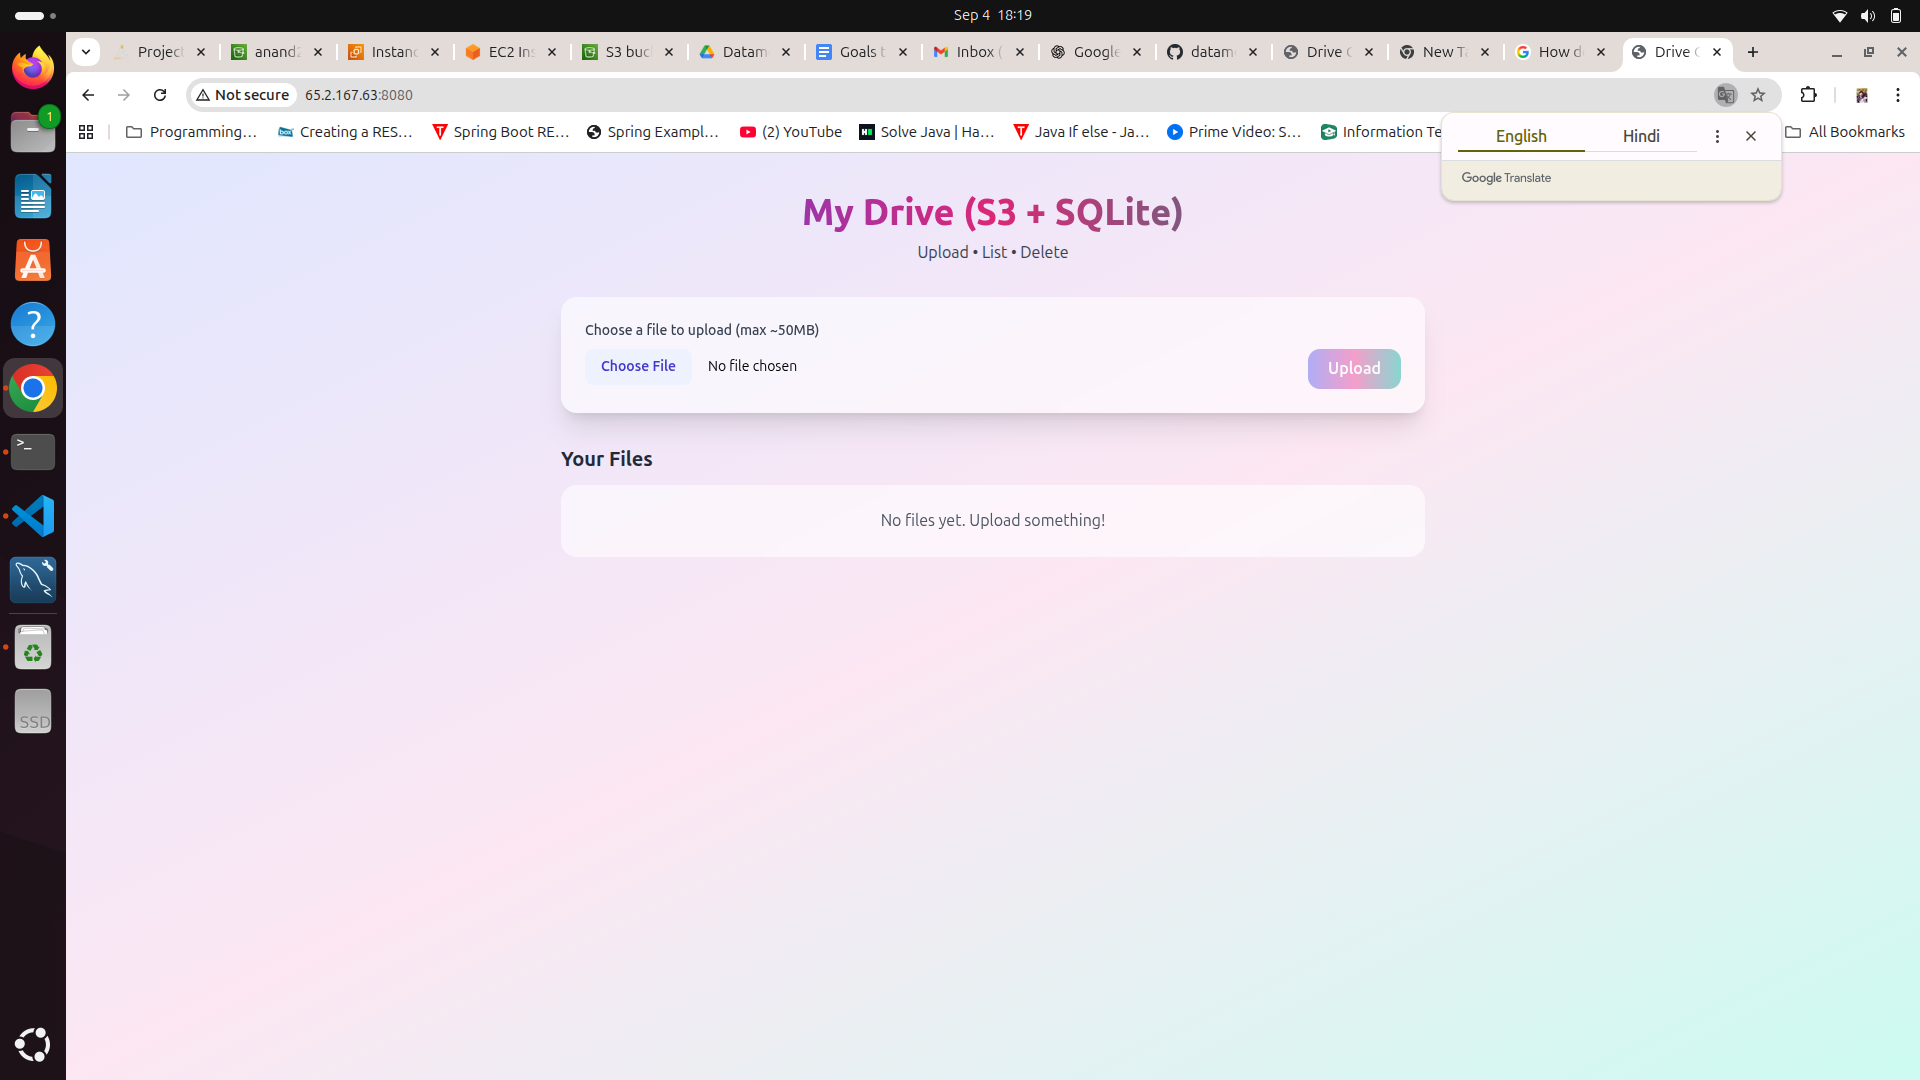 Sep 4 18:19
Project
anand2
Instanc
EC2 Ins
S3 buc
Datam
Goals t
Inbox (
Google
datam
Drive C
New Ta
How do
Drive C
Not secure
65.2.167.63:8080
Programming...
Creating a RES...
Spring Boot RE...
Spring Exampl...
(2) YouTube
Solve Java | Ha...
Java If else - Ja...
Prime Video: S...
Information Te
All Bookmarks
English
Hindi
Google Translate
My Drive (S3 + SQLite)
Upload • List • Delete
Choose a file to upload (max ~50MB)
Choose File
No file chosen
Upload
Your Files
No files yet. Upload something!
1
>_
?
SSD